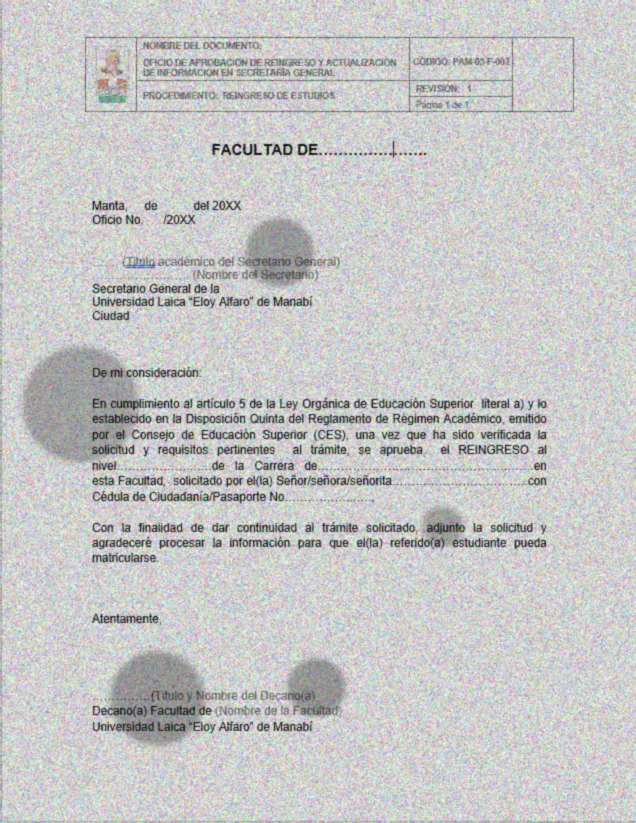 NOMBRE DEL DOCUMENTO:
OFICIO DE APROBACIÓN DE REINGRESO Y ACTUALIZACIÓN
DE INFORMACIÓN EN SECRETARÍA GENERAL
CÓDIGO: PAM-03-F-003
PROCEDIMIENTO: REINGRESO DE ESTUDIOS
REVISIÓN: 1
Página 1 de 1
FACULTAD DE......................
Manta, de del 20XX
Oficio No. /20XX
........(Título académico del Secretario General)
........................(Nombre del Secretario)
Secretario General de la
Universidad Laica “Eloy Alfaro” de Manabí
Ciudad
De mi consideración:
En cumplimiento al artículo 5 de la Ley Orgánica de Educación Superior literal a) y lo
establecido en la Disposición Quinta del Reglamento de Régimen Académico, emitido
por el Consejo de Educación Superior (CES), una vez que ha sido verificada la
solicitud y requisitos pertinentes al trámite, se aprueba el REINGRESO al
nivel..........................de la Carrera de............................................................en
esta Facultad, solicitado por el(la) Señor/señora/señorita.......................................con
Cédula de Ciudadanía/Pasaporte No.........................
Con la finalidad de dar continuidad al trámite solicitado, adjunto la solicitud y
agradeceré procesar la información para que el(la) referido(a) estudiante pueda
matricularse.
Atentamente,
.................(Título y Nombre del Decano(a)
Decano(a) Facultad de (Nombre de la Facultad)
Universidad Laica “Eloy Alfaro” de Manabí